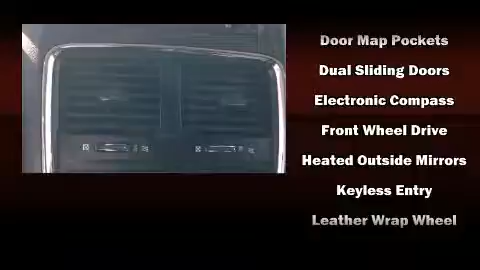 Door Map Pockets
Dual Sliding Doors
Electronic Compass
Front Wheel Drive
Heated Outside Mirrors
Keyless Entry
Leather Wrap Wheel